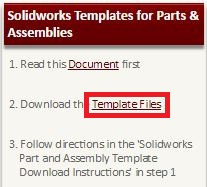 Solidworks Templates for Parts &
Assemblies
1. Read this Document first
2. Download the Template Files
3. Follow directions in the 'Solidworks
Part and Assembly Template
Download Instructions' in step 1